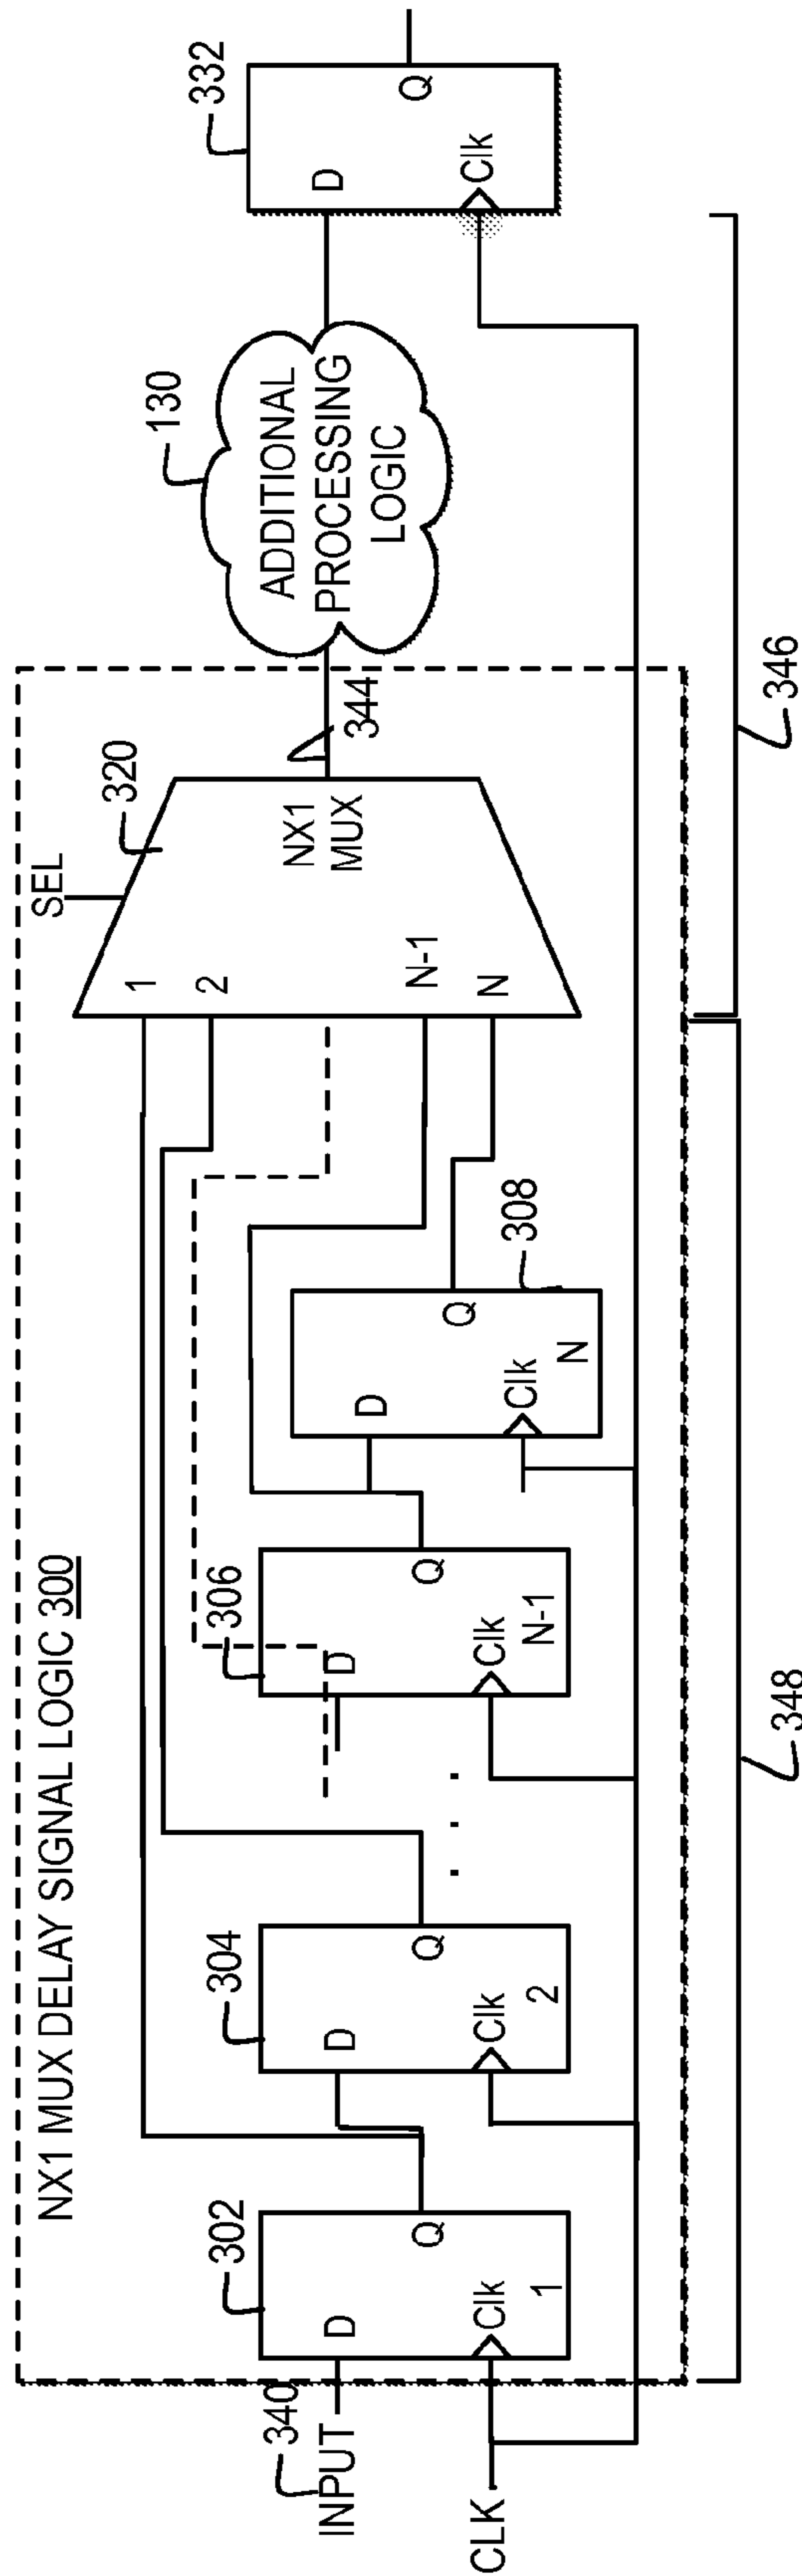 NX1 MUX DELAY SIGNAL LOGIC 300
INPUT
340
CLK
302
D
Q
Clk
1
304
D
Q
Clk
2
. . .
306
D
Q
Clk
N-1
308
D
Q
Clk
N
SEL
320
1
2
N-1
N
NX1
MUX
344
130
ADDITIONAL
PROCESSING
LOGIC
332
D
Q
Clk
348
346